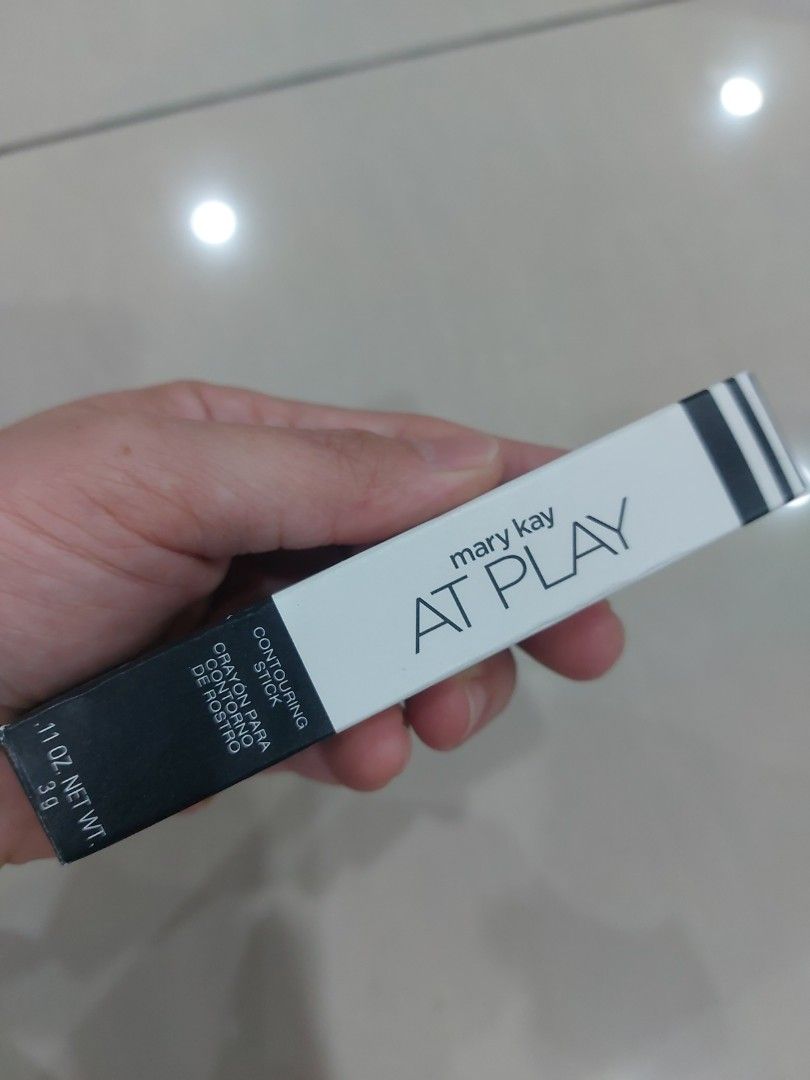 mary kay
AT PLAY
CONTOURING
STICK
CRAYON PARA
CONTORNO
DE ROSTRO
.11 OZ. NET WT.
3 g